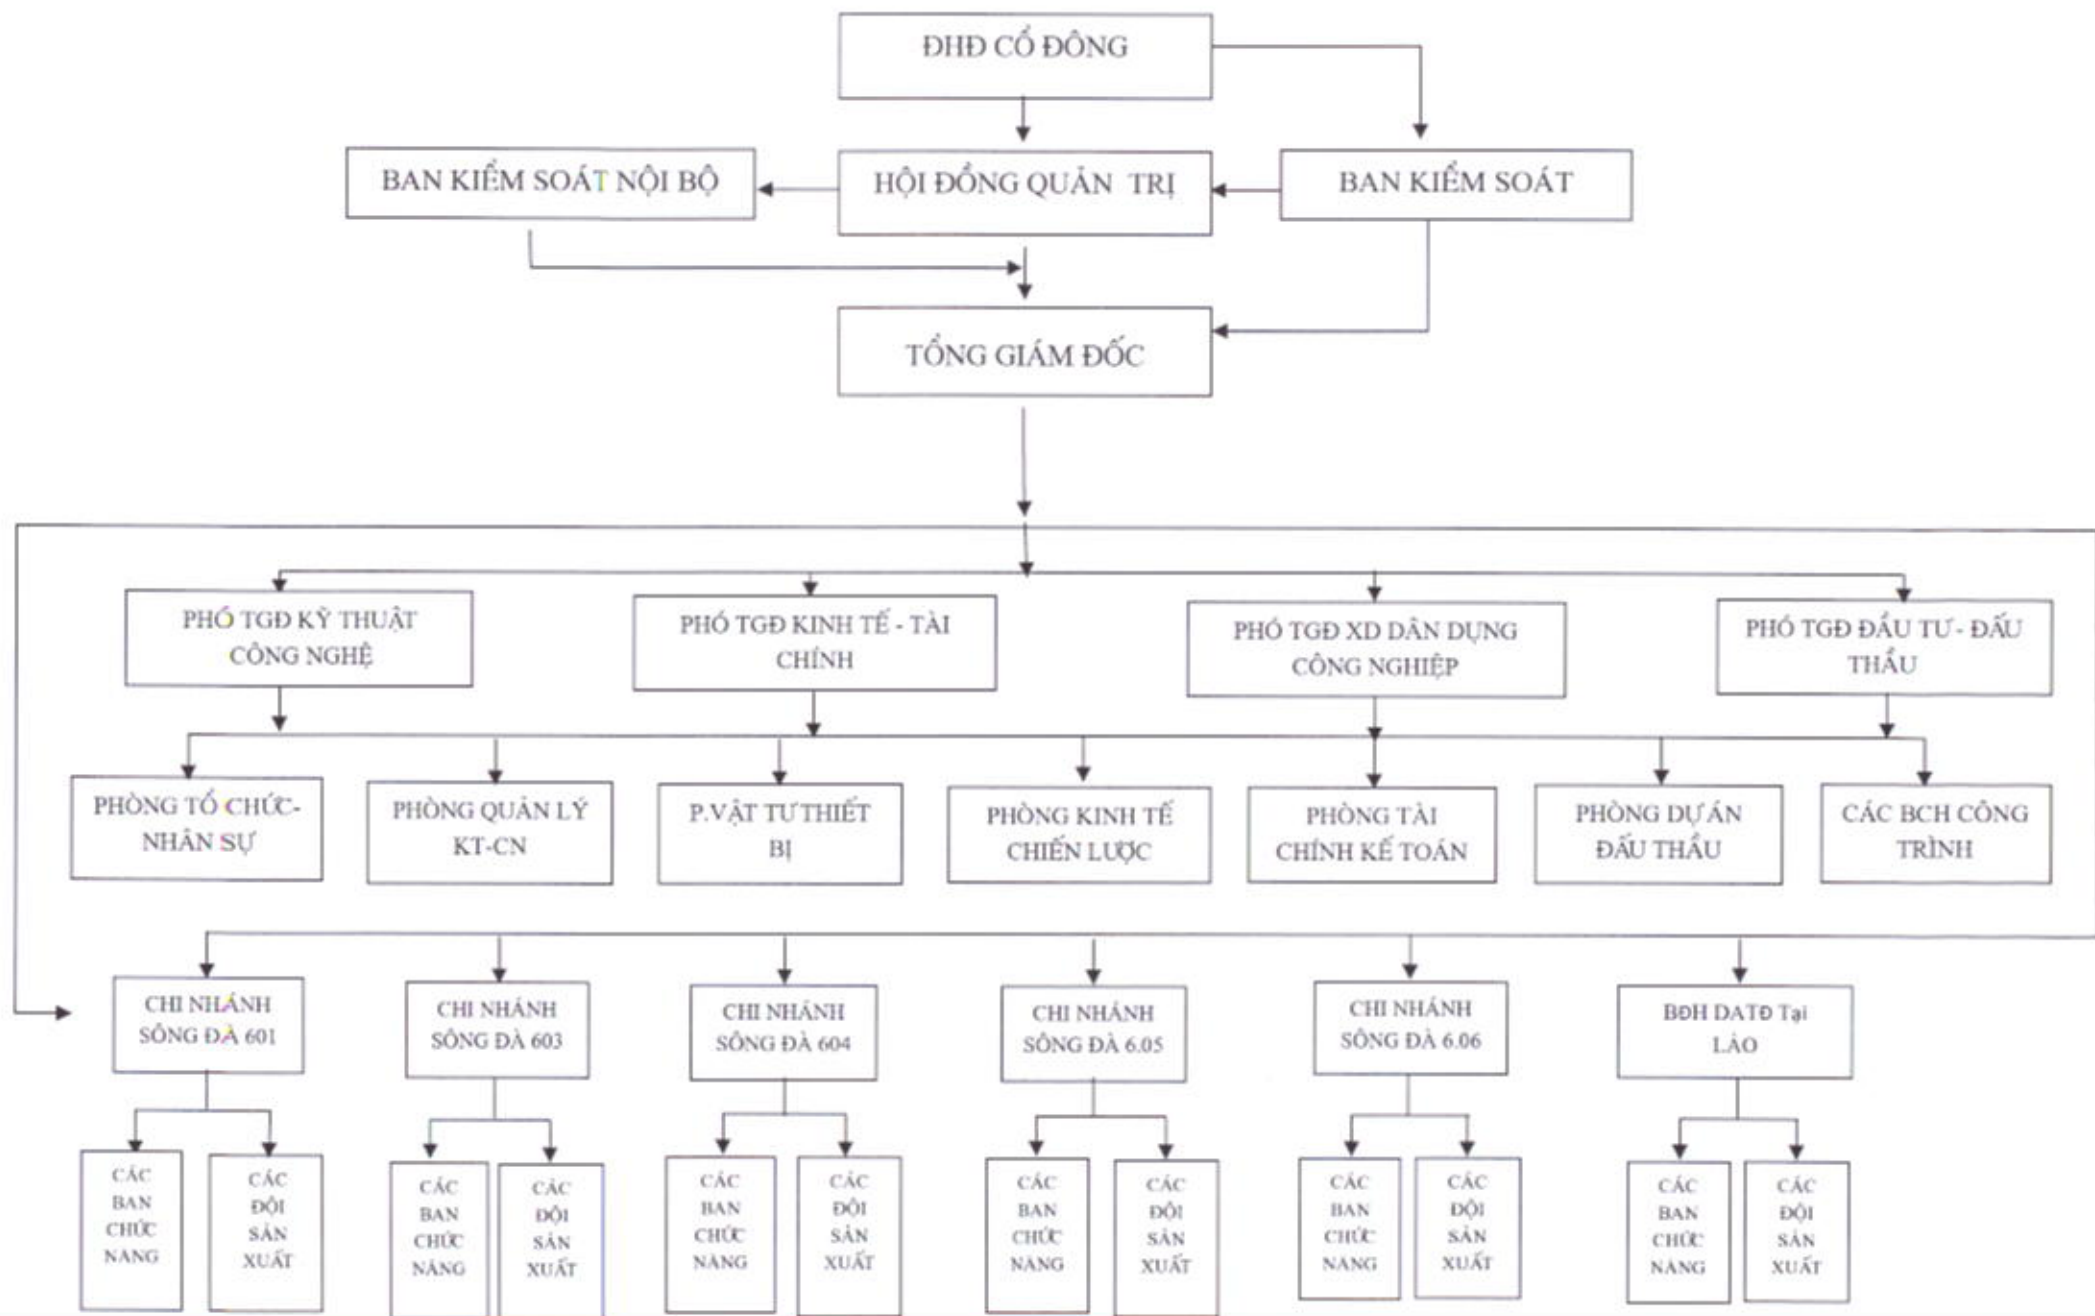 ĐHĐ CỔ ĐÔNG
BAN KIỂM SOÁT NỘI BỘ
HỘI ĐỒNG QUẢN TRỊ
BAN KIỂM SOÁT
TỔNG GIÁM ĐỐC
PHÓ TGĐ KỸ THUẬT
CÔNG NGHỆ
PHÓ TGĐ KINH TẾ - TÀI
CHÍNH
PHÓ TGĐ XD DÂN DỤNG
CÔNG NGHIỆP
PHÓ TGĐ ĐẦU TƯ - ĐẤU
THẦU
PHÒNG TỔ CHỨC-
NHÂN SỰ
PHÒNG QUẢN LÝ
KT-CN
P.VẬT TƯ THIẾT
BỊ
PHÒNG KINH TẾ
CHIẾN LƯỢC
PHÒNG TÀI
CHÍNH KẾ TOÁN
PHÒNG DỰ ÁN
ĐẤU THẦU
CÁC BCH CÔNG
TRÌNH
CHI NHÁNH
SÔNG ĐÀ 601
CHI NHÁNH
SÔNG ĐÀ 603
CHI NHÁNH
SÔNG ĐÀ 604
CHI NHÁNH
SÔNG ĐÀ 6.05
CHI NHÁNH
SÔNG ĐÀ 6.06
BĐH DATĐ Tại
LÀO
CÁC
BAN
CHỨC
NĂNG
CÁC
ĐỘI
SẢN
XUẤT
CÁC
BAN
CHỨC
NĂNG
CÁC
ĐỘI
SẢN
XUẤT
CÁC
BAN
CHỨC
NĂNG
CÁC
ĐỘI
SẢN
XUẤT
CÁC
BAN
CHỨC
NĂNG
CÁC
ĐỘI
SẢN
XUẤT
CÁC
BAN
CHỨC
NĂNG
CÁC
ĐỘI
SẢN
XUẤT
CÁC
BAN
CHỨC
NĂNG
CÁC
ĐỘI
SẢN
XUẤT